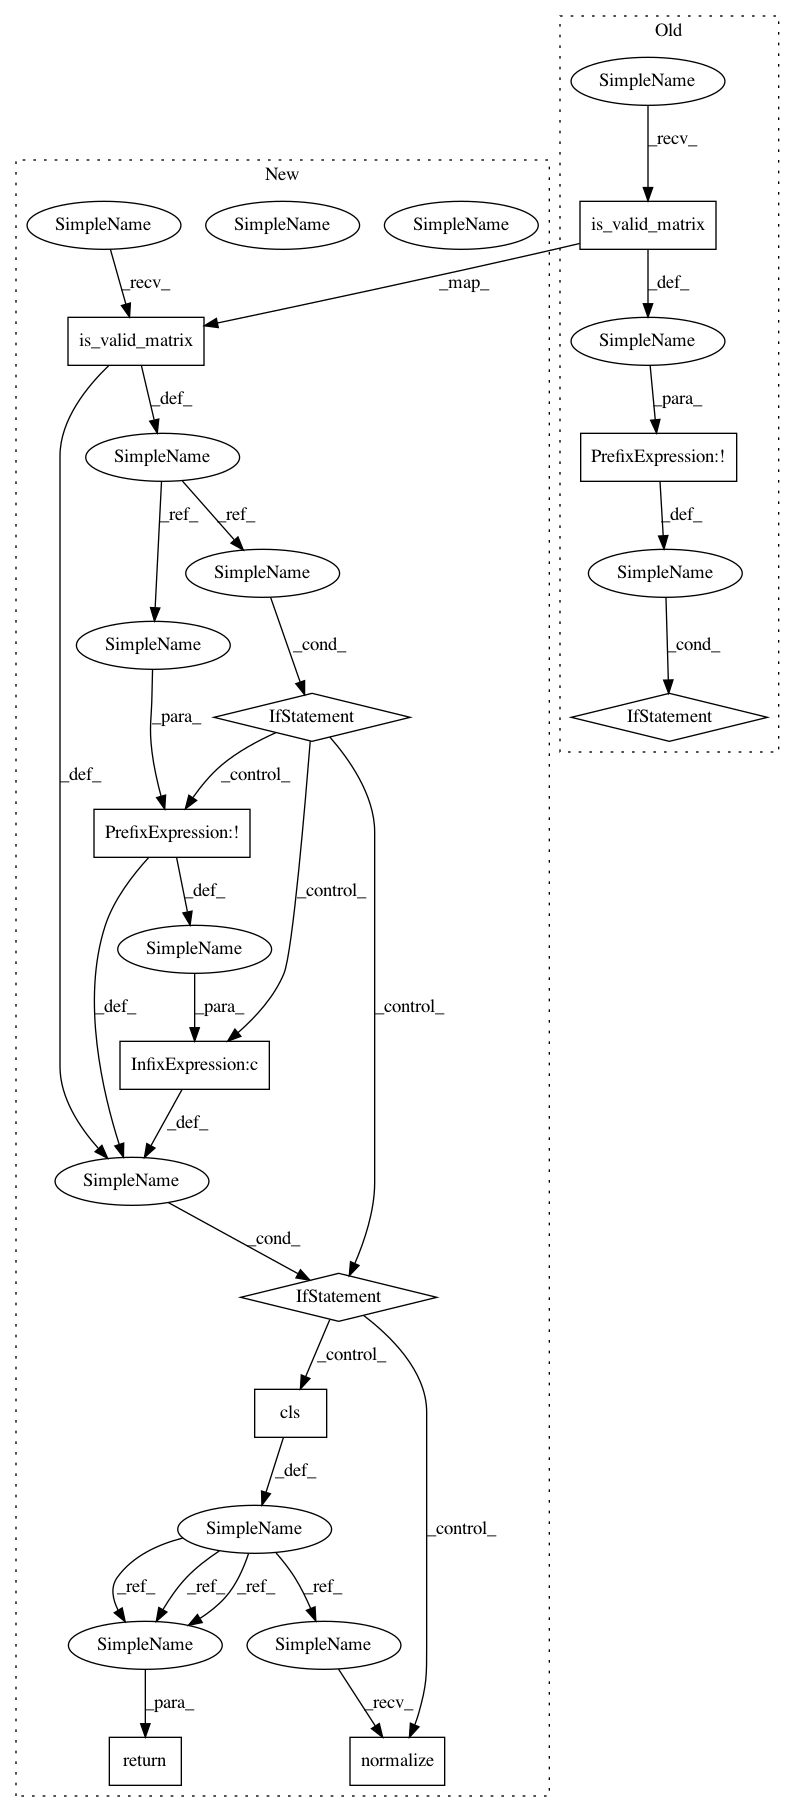 Old
SimpleName
_recv_
New
SimpleName
SimpleName
SimpleName
is_valid_matrix
_recv_
_map_
_def_
is_valid_matrix
SimpleName
_def_
_para_
SimpleName
PrefixExpression:!
_ref_
_ref_
_def_
SimpleName
SimpleName
SimpleName
_cond_
_cond_
_para_
IfStatement
IfStatement
_def_
_control_
PrefixExpression:!
_def_
_control_
SimpleName
_def_
_para_
_control_
InfixExpression:c
_def_
SimpleName
_cond_
IfStatement
_control_
cls
_def_
SimpleName
_control_
_ref_
_ref_
_ref_
_ref_
SimpleName
SimpleName
_para_
_recv_
return
normalize